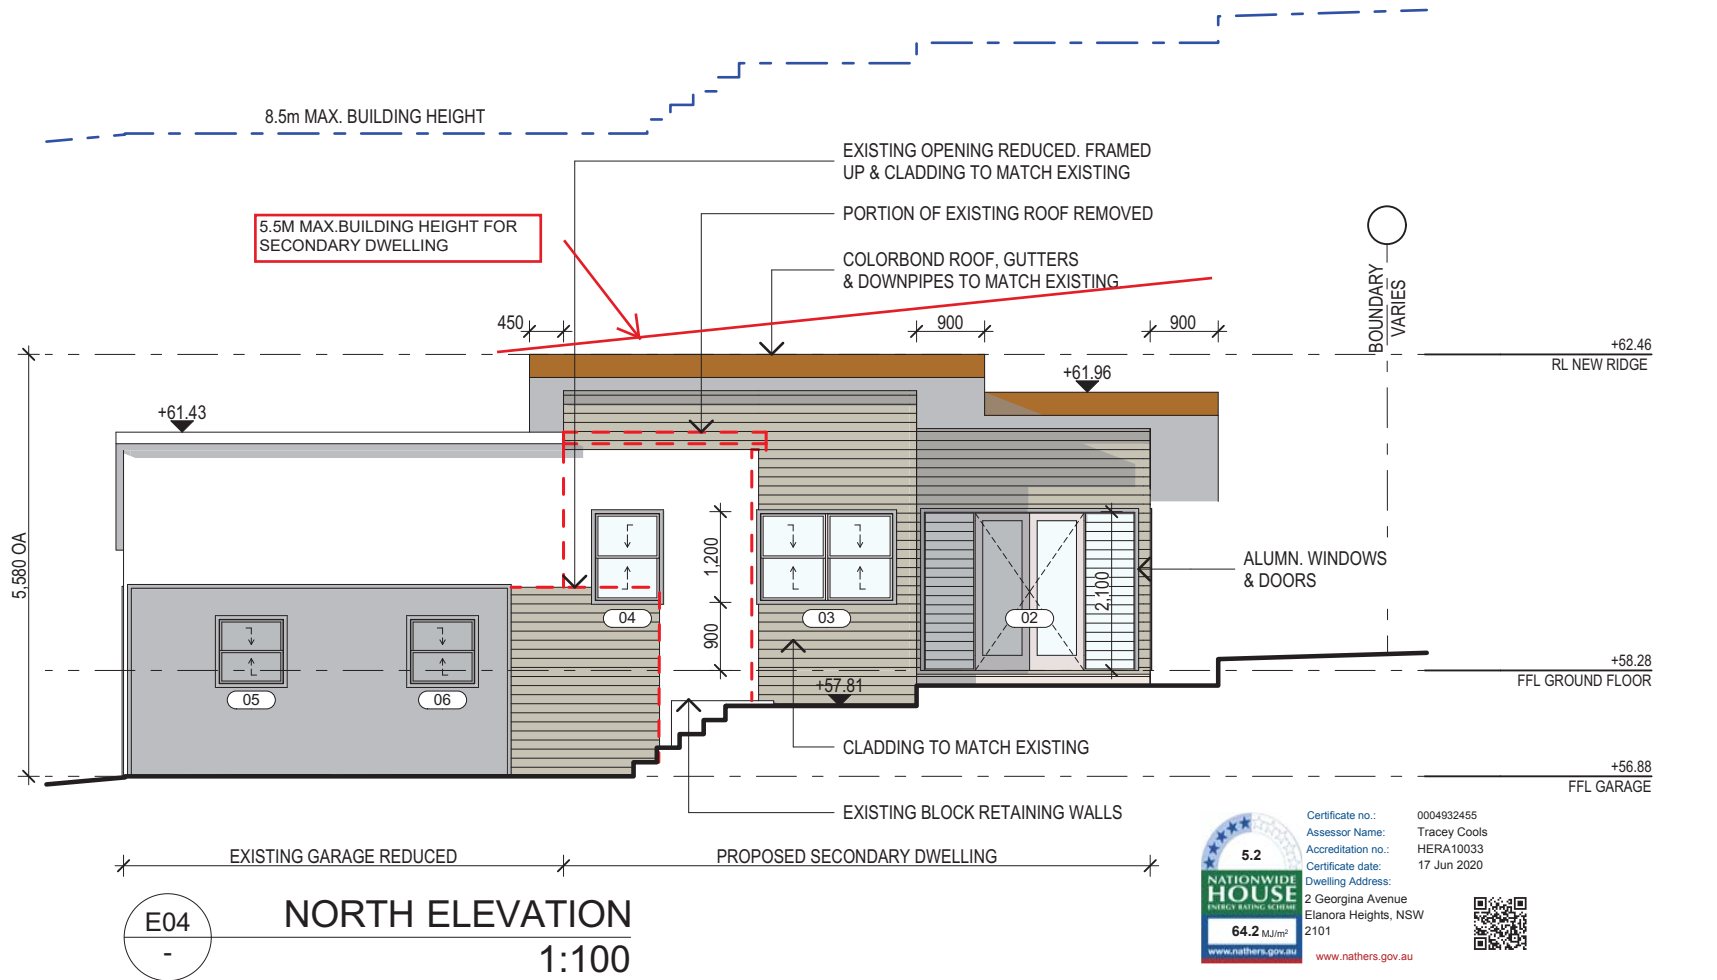 8.5m MAX. BUILDING HEIGHT
EXISTING OPENING REDUCED. FRAMED
UP & CLADDING TO MATCH EXISTING
5.5M MAX.BUILDING HEIGHT FOR
SECONDARY DWELLING
PORTION OF EXISTING ROOF REMOVED
COLORBOND ROOF, GUTTERS
& DOWNPIPES TO MATCH EXISTING
BOUNDARY
VARIES
450
900
900
+62.46
RL NEW RIDGE
+61.96
+61.43
5,580 OA
1,200
900
2,100
ALUMN. WINDOWS
& DOORS
04
03
02
05
06
+58.28
FFL GROUND FLOOR
+57.81
CLADDING TO MATCH EXISTING
+56.88
FFL GARAGE
EXISTING BLOCK RETAINING WALLS
EXISTING GARAGE REDUCED
PROPOSED SECONDARY DWELLING
E04
-
NORTH ELEVATION
1:100
5.2
NATIONWIDE
HOUSE
ENERGY RATING SCHEME
64.2 MJ/m²
www.nathers.gov.au
Certificate no.: 0004932455
Assessor Name: Tracey Cools
Accreditation no.: HERA10033
Certificate date: 17 Jun 2020
Dwelling Address:
2 Georgina Avenue
Elanora Heights, NSW
2101
www.nathers.gov.au